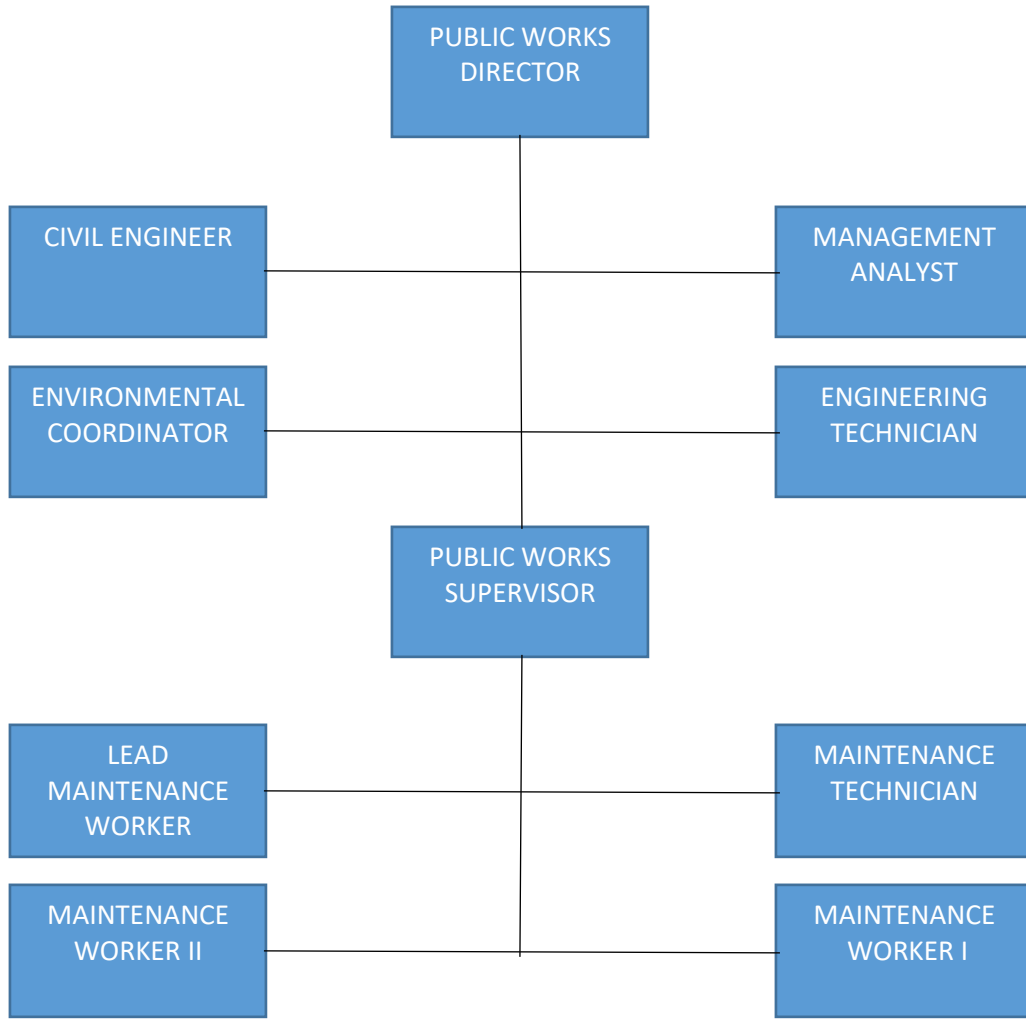 PUBLIC WORKS
DIRECTOR
CIVIL ENGINEER
MANAGEMENT
ANALYST
ENVIRONMENTAL
COORDINATOR
ENGINEERING
TECHNICIAN
PUBLIC WORKS
SUPERVISOR
LEAD
MAINTENANCE
WORKER
MAINTENANCE
TECHNICIAN
MAINTENANCE
WORKER II
MAINTENANCE
WORKER I